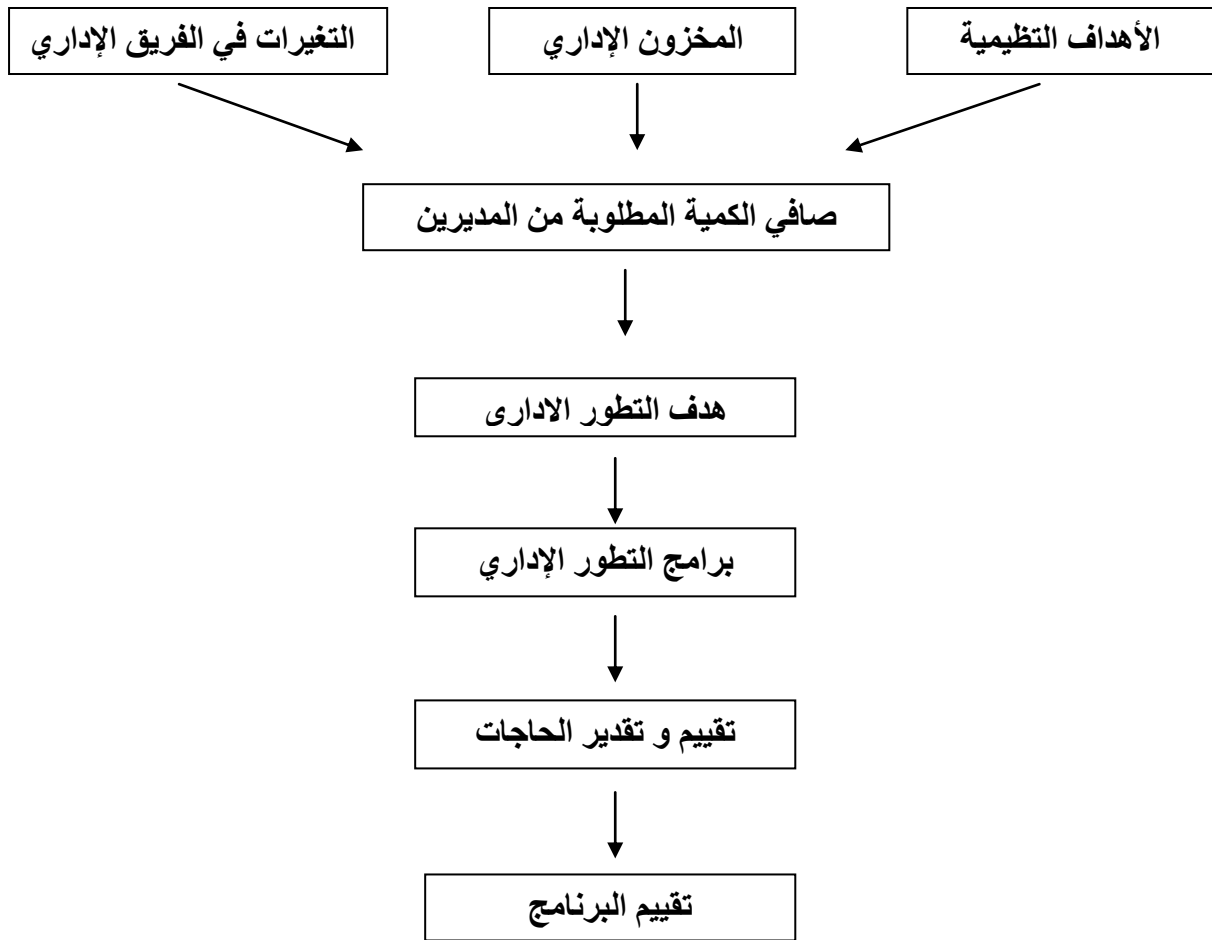 الأهداف التظيمية
المخزون الإداري
التغيرات في الفريق الإداري
صافي الكمية المطلوبة من المديرين
هدف التطور الادارى
برامج التطور الإداري
تقييم و تقدير الحاجات
تقييم البرنامج